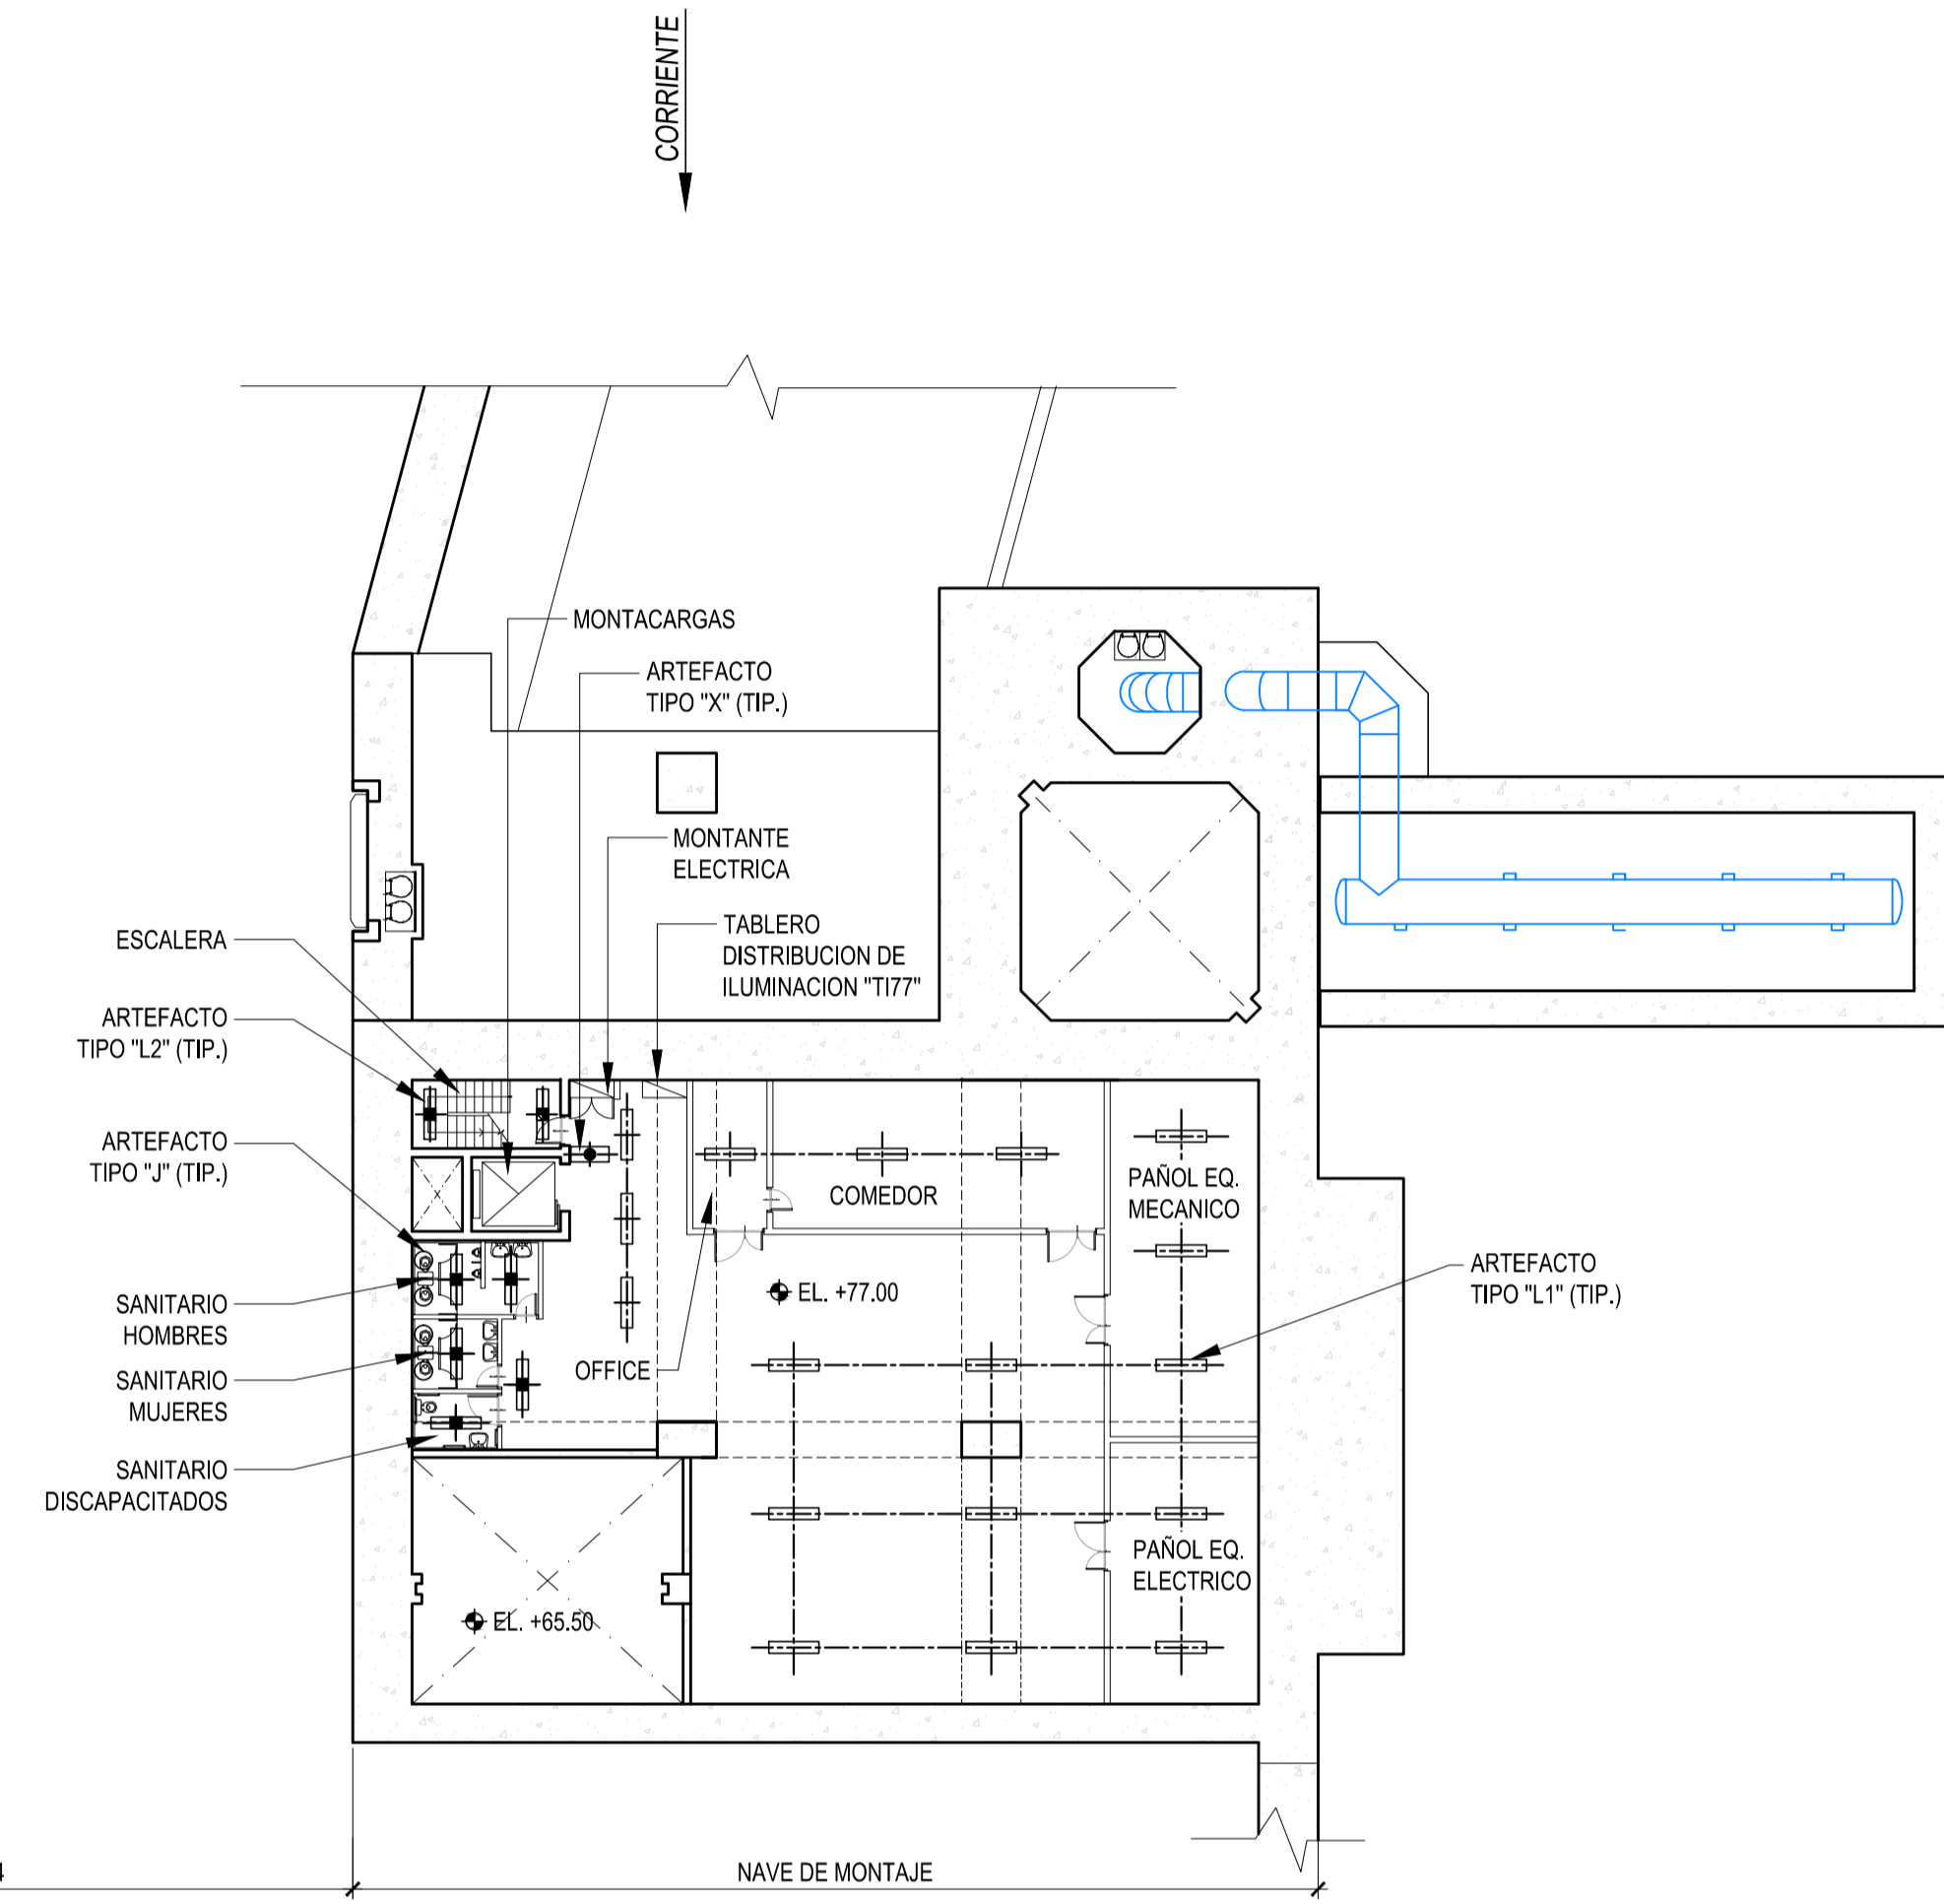 CORRIENTE
MONTACARGAS
ARTEFACTO
TIPO "X" (TIP.)
MONTANTE
ELECTRICA
TABLERO
DISTRIBUCION DE
ILUMINACION "TI77"
ESCALERA
ARTEFACTO
TIPO "L2" (TIP.)
ARTEFACTO
TIPO "J" (TIP.)
COMEDOR
PAÑOL EQ.
MECANICO
ARTEFACTO
TIPO "L1" (TIP.)
SANITARIO
HOMBRES
EL. +77.00
OFFICE
SANITARIO
MUJERES
SANITARIO
DISCAPACITADOS
PAÑOL EQ.
ELECTRICO
EL. +65.50
NAVE DE MONTAJE